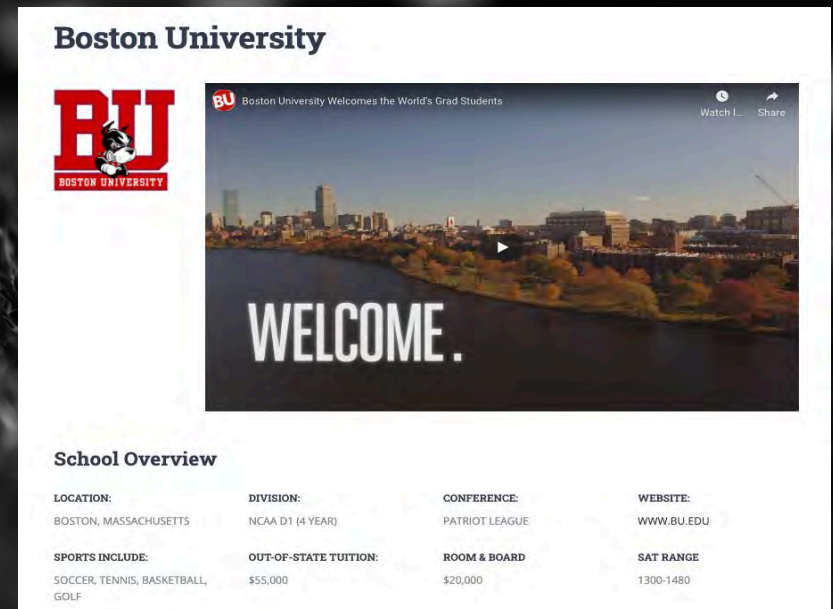 Boston University
BU
BOSTON UNIVERSITY
BU Boston University Welcomes the World's Grad Students
Watch l...
Share
WELCOME.
School Overview
LOCATION:
BOSTON, MASSACHUSETTS
DIVISION:
NCAA D1 (4 YEAR)
CONFERENCE:
PATRIOT LEAGUE
WEBSITE:
WWW.BU.EDU
SPORTS INCLUDE:
SOCCER, TENNIS, BASKETBALL,
GOLF
OUT-OF-STATE TUITION:
$55,000
ROOM & BOARD
$20,000
SAT RANGE
1300-1480